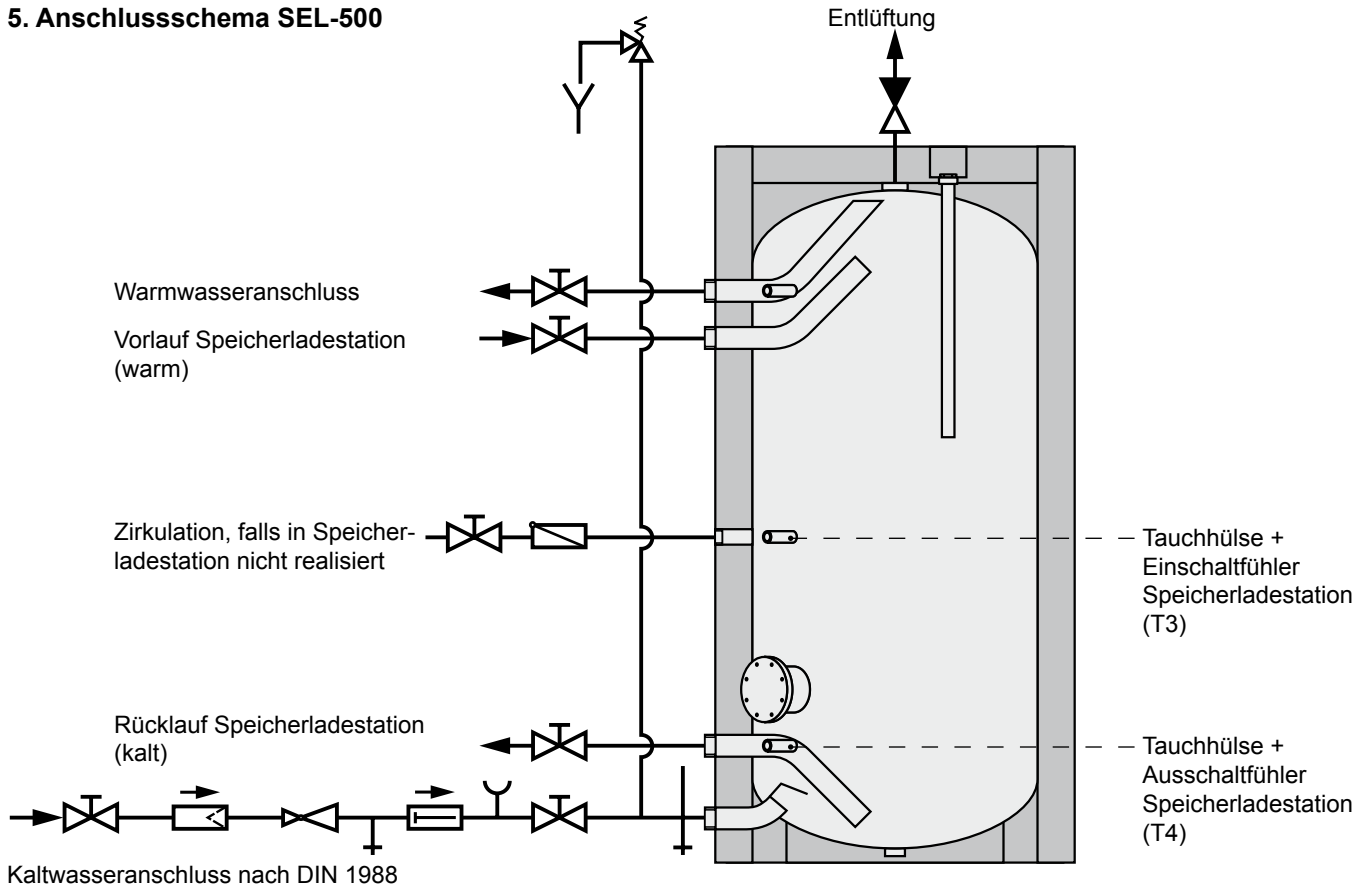 5. Anschlussschema SEL-500
Entlüftung
Warmwasseranschluss
Vorlauf Speicherladestation
(warm)
Zirkulation, falls in Speicher-
ladestation nicht realisiert
Tauchhülse +
Einschaltfühler
Speicherladestation
(T3)
Rücklauf Speicherladestation
(kalt)
Tauchhülse +
Ausschaltfühler
Speicherladestation
(T4)
Kaltwasseranschluss nach DIN 1988